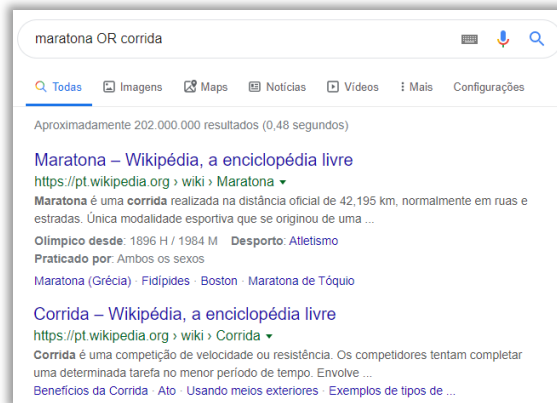 maratona OR corrida
Todas Imagens Maps Notícias Vídeos Mais Configurações
Aproximadamente 202.000.000 resultados (0,48 segundos)
Maratona – Wikipédia, a enciclopédia livre
https://pt.wikipedia.org › wiki › Maratona
Maratona é uma corrida realizada na distância oficial de 42,195 km, normalmente em ruas e
estradas. Única modalidade esportiva que se originou de uma ...
Olímpico desde: 1896 H / 1984 M Desporto: Atletismo
Praticado por: Ambos os sexos
Maratona (Grécia) · Fidípides · Boston · Maratona de Tóquio
Corrida – Wikipédia, a enciclopédia livre
https://pt.wikipedia.org › wiki › Corrida
Corrida é uma competição de velocidade ou resistência. Os competidores tentam completar
uma determinada tarefa no menor período de tempo. Envolve ...
Benefícios da Corrida · Ato · Usando meios exteriores · Exemplos de tipos de ...